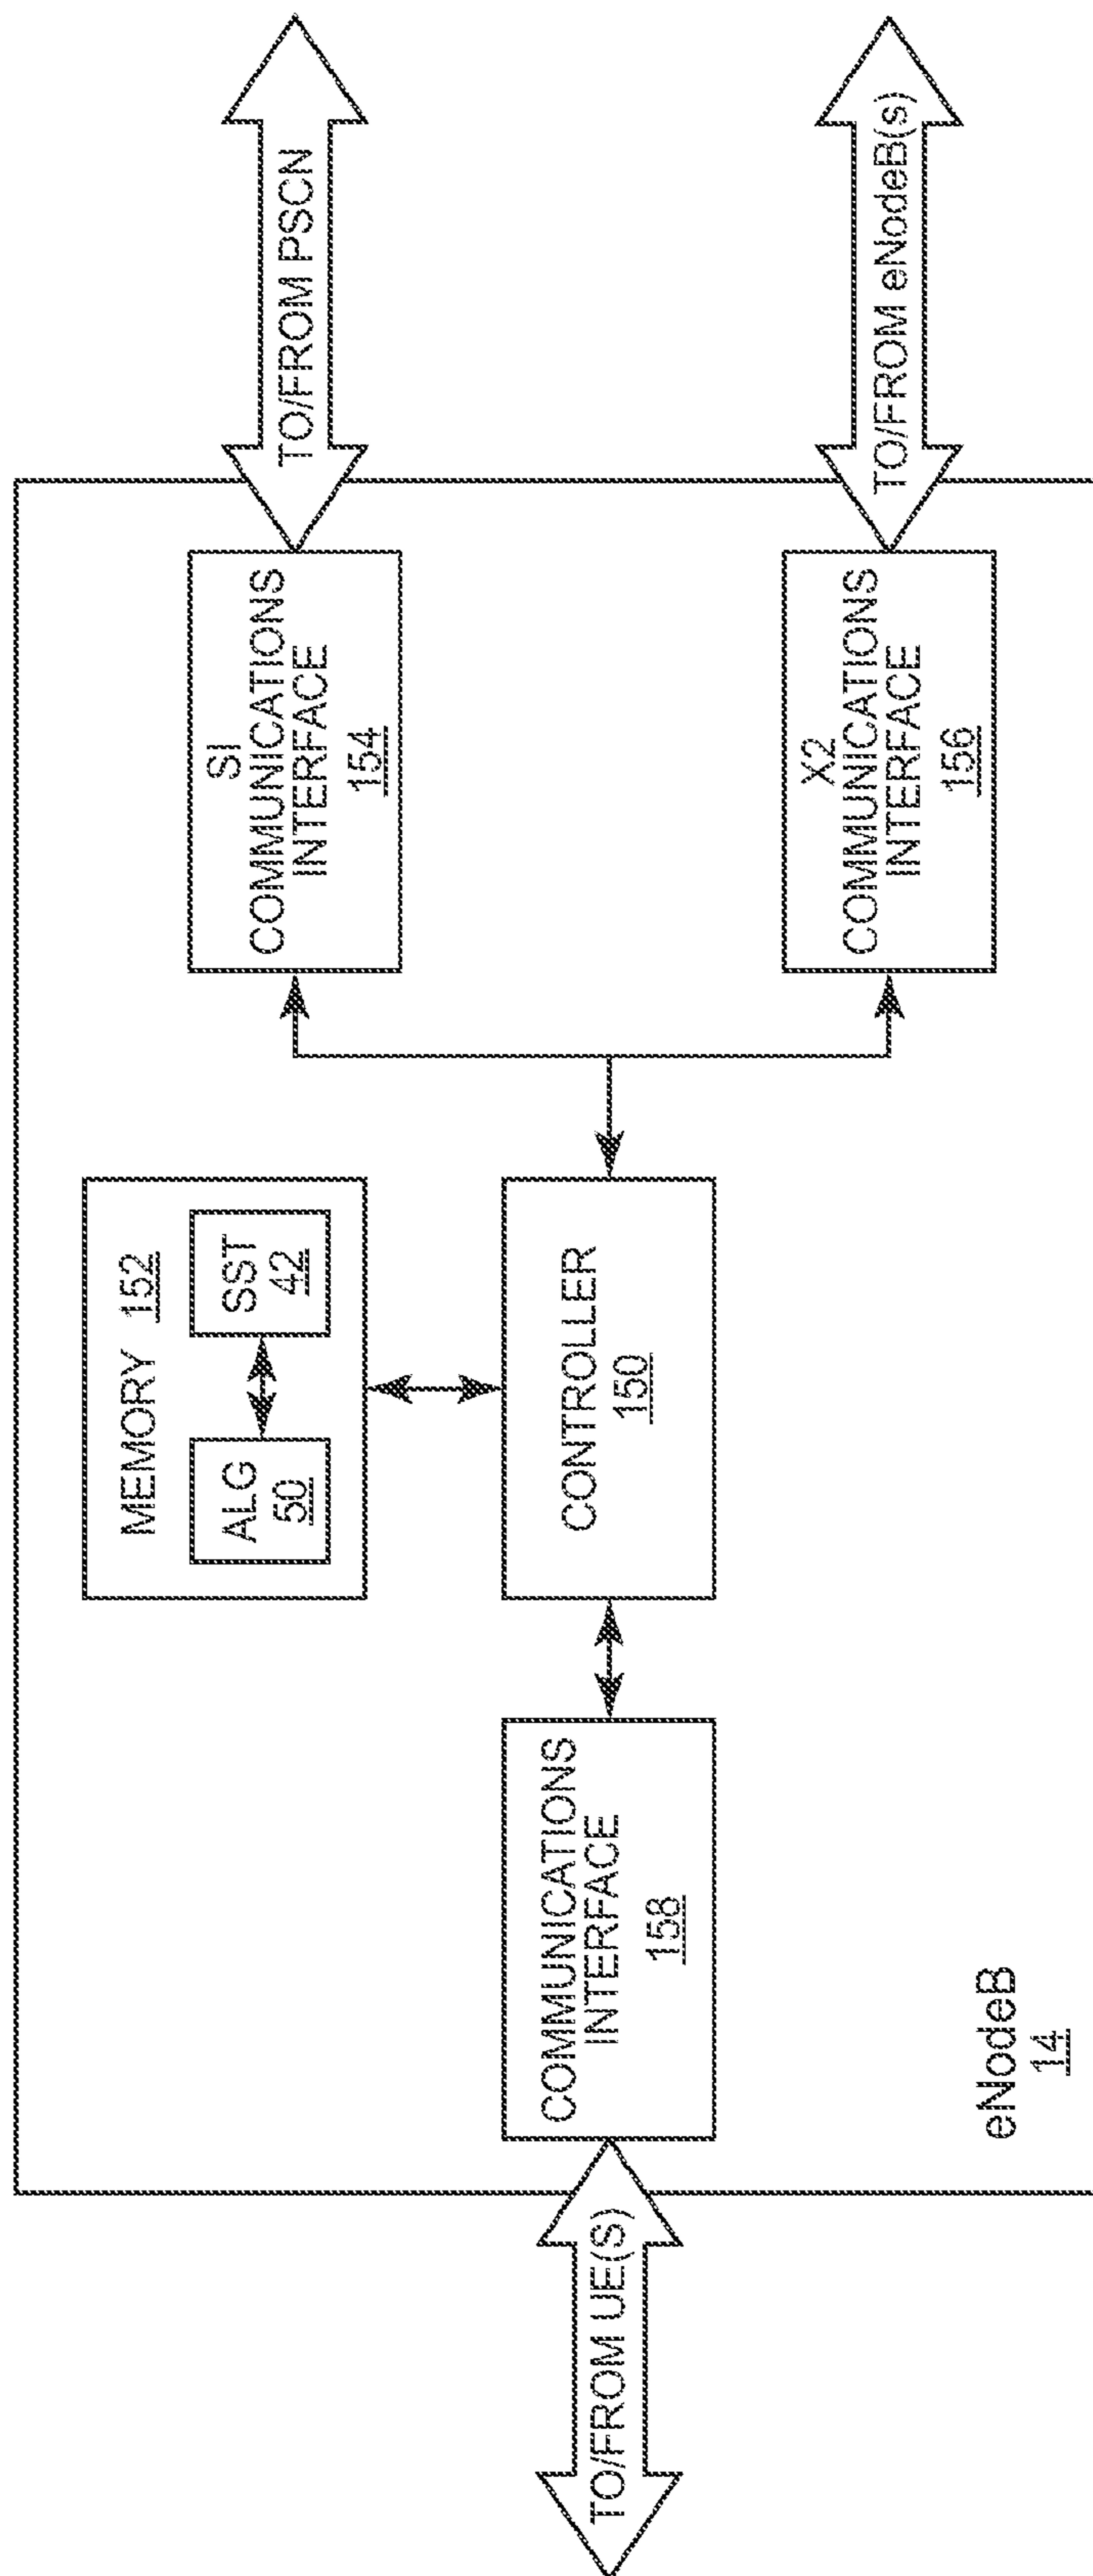 MEMORY 152
ALG
50
SST
42
SI
COMMUNICATIONS
INTERFACE
154
TO/FROM PSCN
TO/FROM UE(S)
COMMUNICATIONS
INTERFACE
158
CONTROLLER
150
X2
COMMUNICATIONS
INTERFACE
156
TO/FROM eNodeB(s)
eNodeB
14